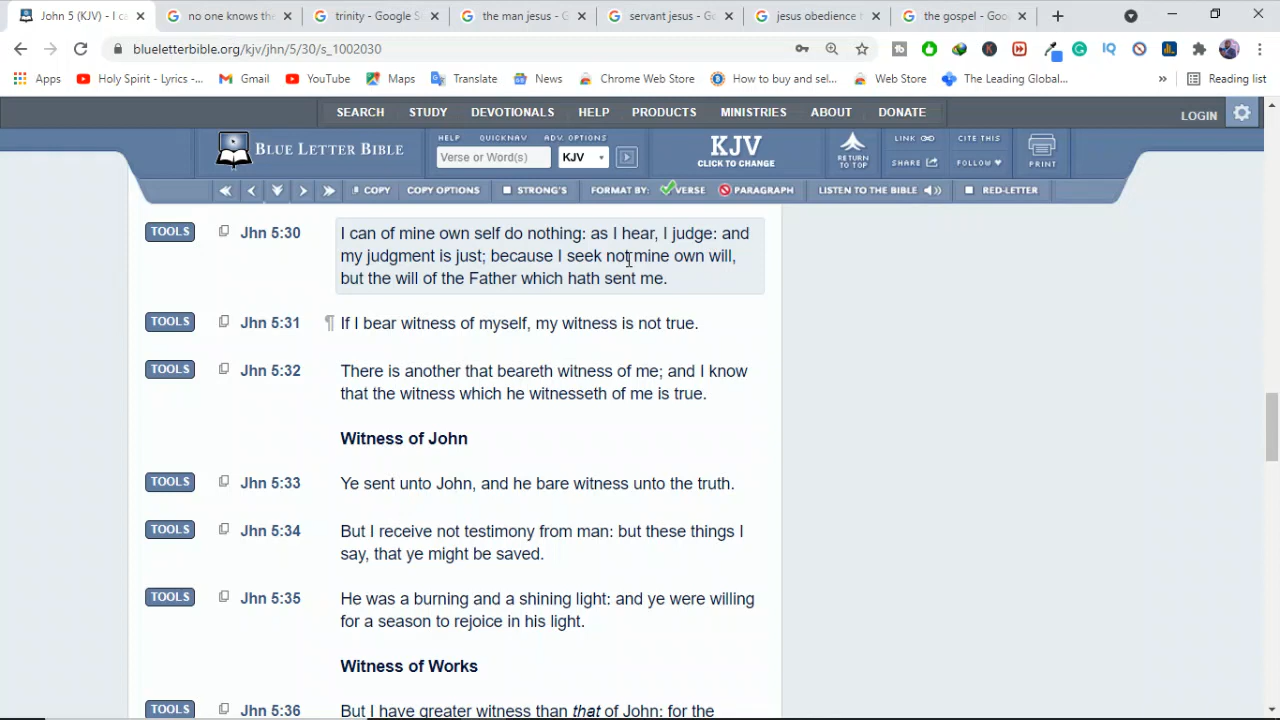 John 5 (KJV) - I c
no one knows the
trinity - Google S
the man jesus - G
servant jesus - Go
jesus obedience t
the gospel - Goo
blueletterbible.org/kjv/jhn/5/30/s_1002030
Apps
Holy Spirit - Lyrics -...
Gmail
YouTube
Maps
Translate
News
Chrome Web Store
How to buy and sel...
Web Store
The Leading Global...
»
Reading list
SEARCH STUDY DEVOTIONALS HELP PRODUCTS MINISTRIES ABOUT DONATE
LOGIN
BLUE LETTER BIBLE
HELP QUICKNAV ADV. OPTIONS
Verse or Word(s) KJV
KJV
CLICK TO CHANGE
RETURN
TO TOP
LINK CITE THIS
SHARE FOLLOW
PRINT
COPY COPY OPTIONS STRONG'S FORMAT BY: VERSE PARAGRAPH LISTEN TO THE BIBLE RED-LETTER
TOOLS Jhn 5:30 I can of mine own self do nothing: as I hear, I judge: and
my judgment is just; because I seek not mine own will,
but the will of the Father which hath sent me.
TOOLS Jhn 5:31 ¶ If I bear witness of myself, my witness is not true.
TOOLS Jhn 5:32 There is another that beareth witness of me; and I know
that the witness which he witnesseth of me is true.
Witness of John
TOOLS Jhn 5:33 Ye sent unto John, and he bare witness unto the truth.
TOOLS Jhn 5:34 But I receive not testimony from man: but these things I
say, that ye might be saved.
TOOLS Jhn 5:35 He was a burning and a shining light: and ye were willing
for a season to rejoice in his light.
Witness of Works
TOOLS Jhn 5:36 But I have greater witness than that of John: for the